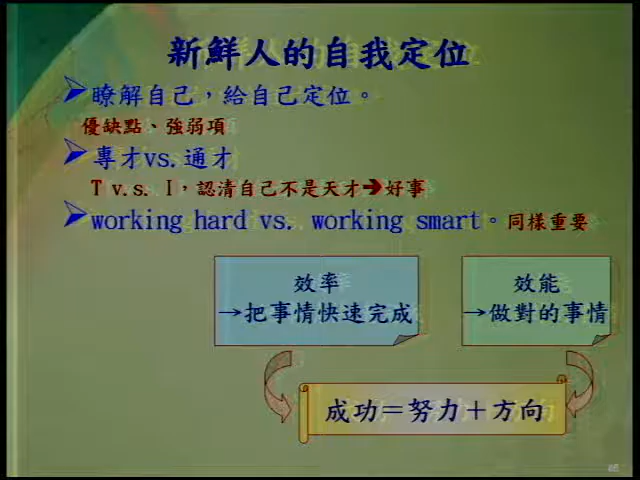 新鮮人的自我定位
瞭解自己，給自己定位。
優缺點、強弱項
專才vs.通才
T v.s. I，認清自己不是天才➔好事
working hard vs. working smart。同樣重要
效率
→把事情快速完成
效能
→做對的事情
成功＝努力＋方向